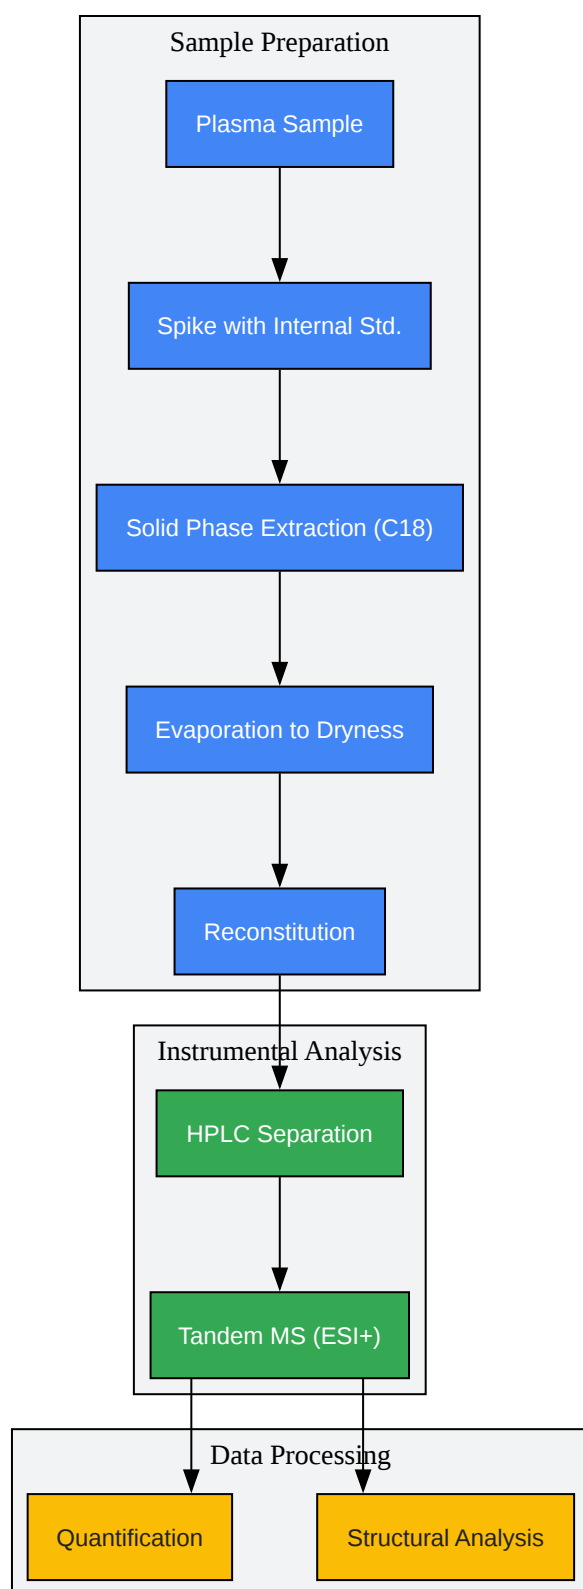 Sample Preparation
Plasma Sample
Spike with Internal Std.
Solid Phase Extraction (C18)
Evaporation to Dryness
Reconstitution
Instrumental Analysis
HPLC Separation
Tandem MS (ESI+)
Data Processing
Quantification
Structural Analysis